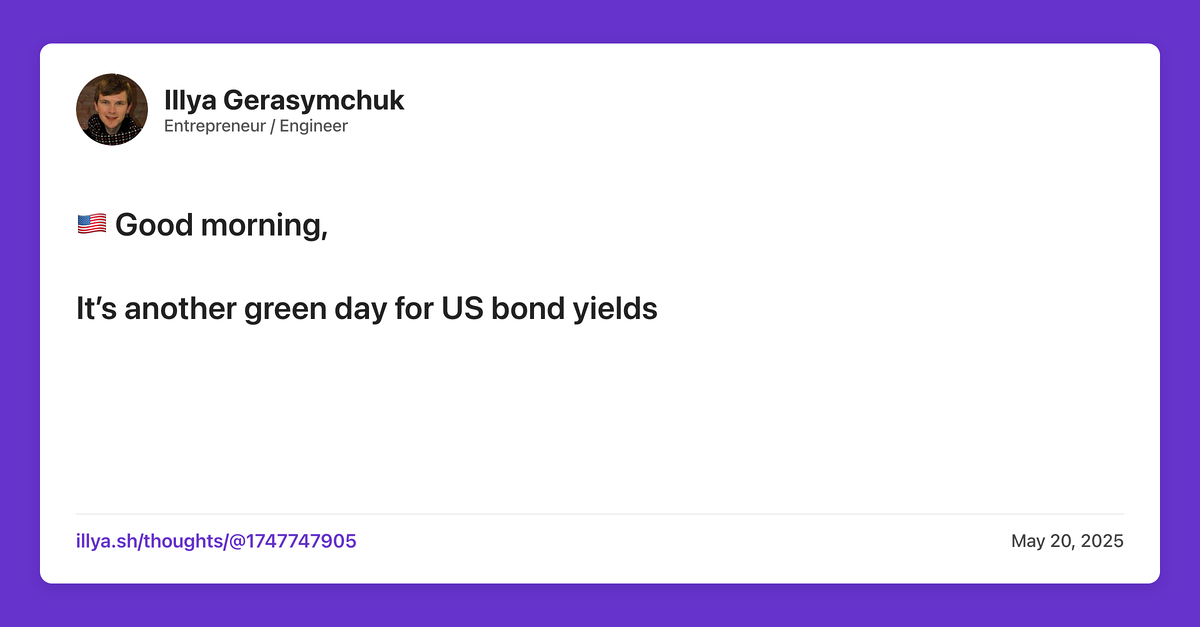 Illya Gerasymchuk
Entrepreneur / Engineer
🇺🇸 Good morning,
It’s another green day for US bond yields
illya.sh/thoughts/@1747747905
May 20, 2025